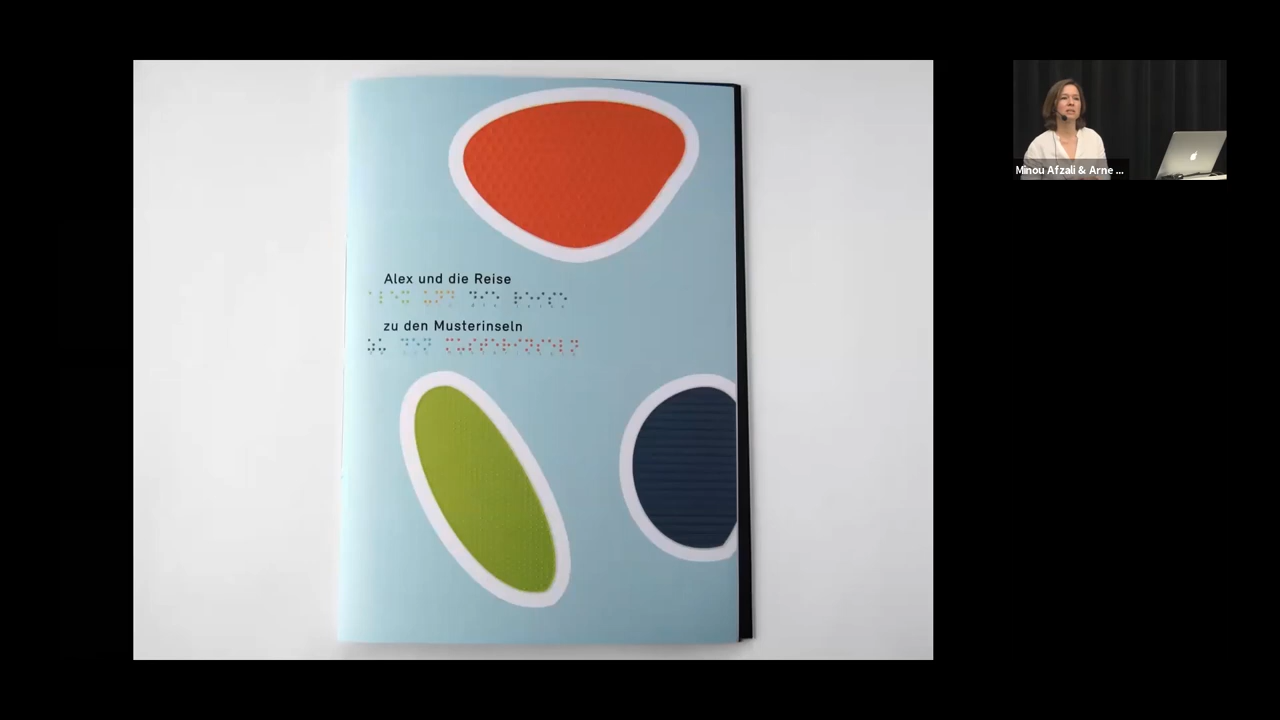 Alex und die Reise
zu den Musterinseln
Minou Afzali & Arne ...